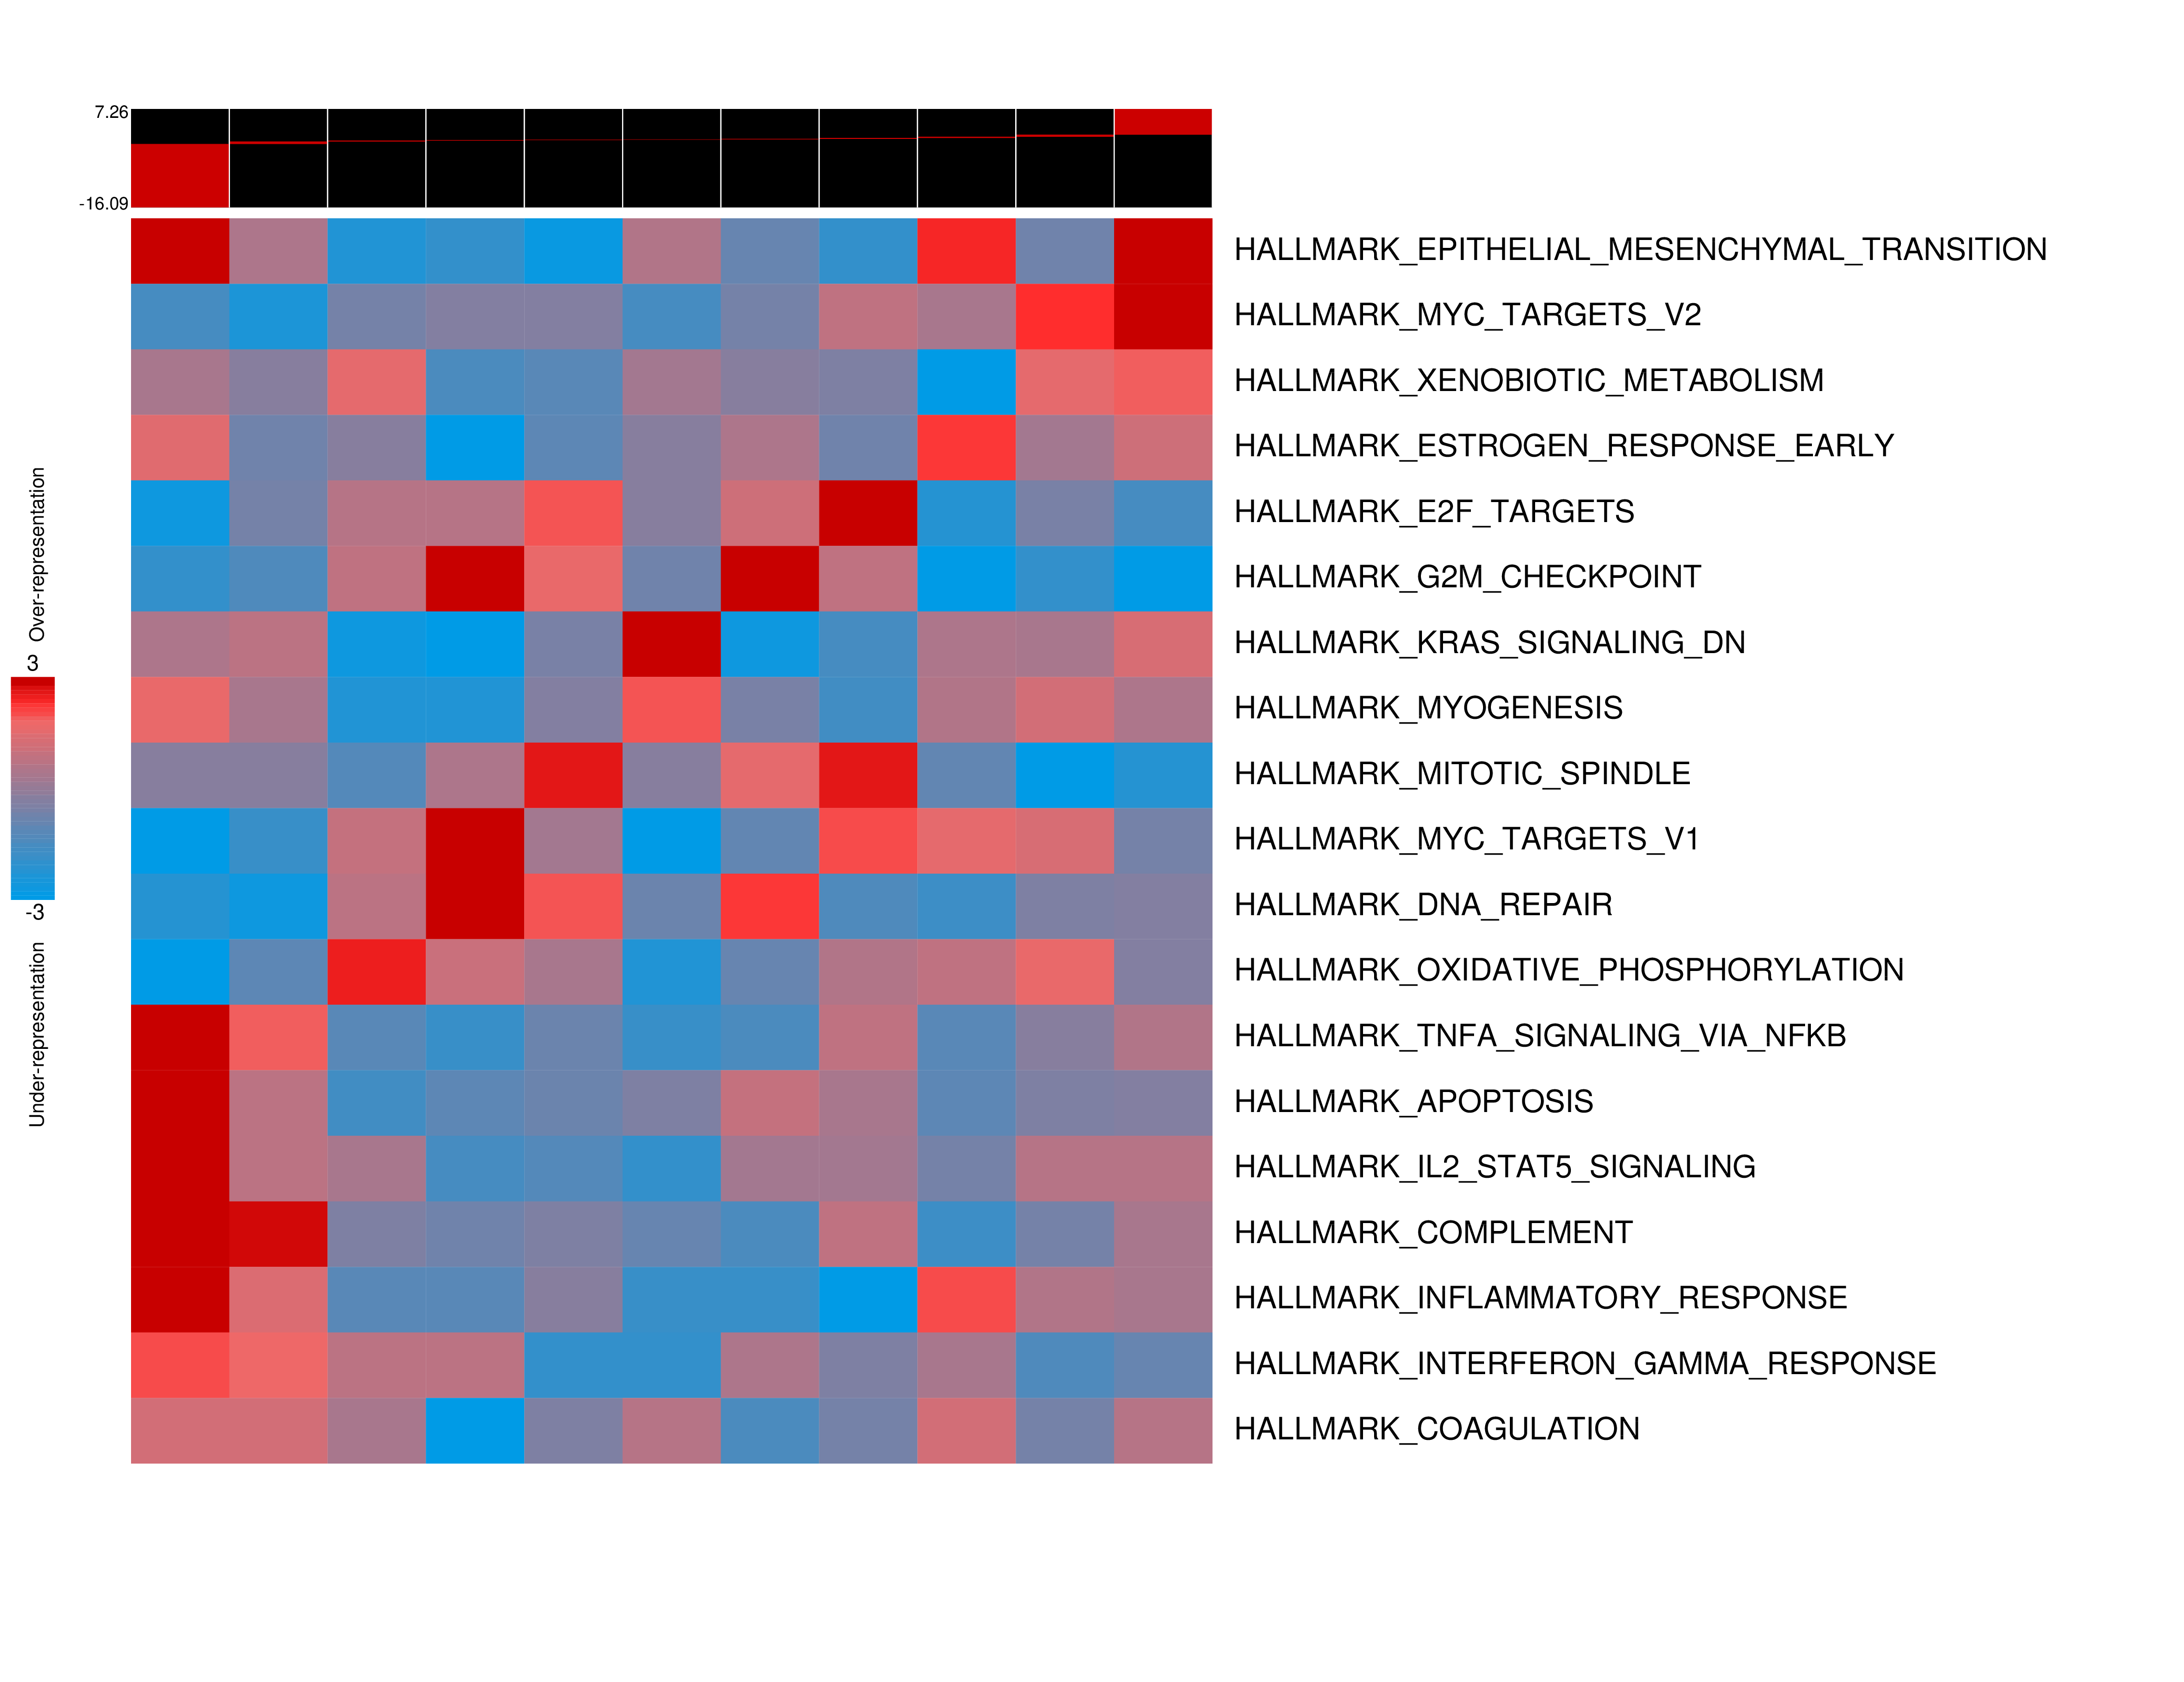 7.26
-16.09
HALLMARK_EPITHELIAL_MESENCHYMAL_TRANSITION
HALLMARK_MYC_TARGETS_V2
HALLMARK_XENOBIOTIC_METABOLISM
HALLMARK_ESTROGEN_RESPONSE_EARLY
HALLMARK_E2F_TARGETS
HALLMARK_G2M_CHECKPOINT
HALLMARK_KRAS_SIGNALING_DN
HALLMARK_MYOGENESIS
HALLMARK_MITOTIC_SPINDLE
HALLMARK_MYC_TARGETS_V1
HALLMARK_DNA_REPAIR
HALLMARK_OXIDATIVE_PHOSPHORYLATION
HALLMARK_TNFA_SIGNALING_VIA_NFKB
HALLMARK_APOPTOSIS
HALLMARK_IL2_STAT5_SIGNALING
HALLMARK_COMPLEMENT
HALLMARK_INFLAMMATORY_RESPONSE
HALLMARK_INTERFERON_GAMMA_RESPONSE
HALLMARK_COAGULATION
Over-representation
3
-3
Under-representation